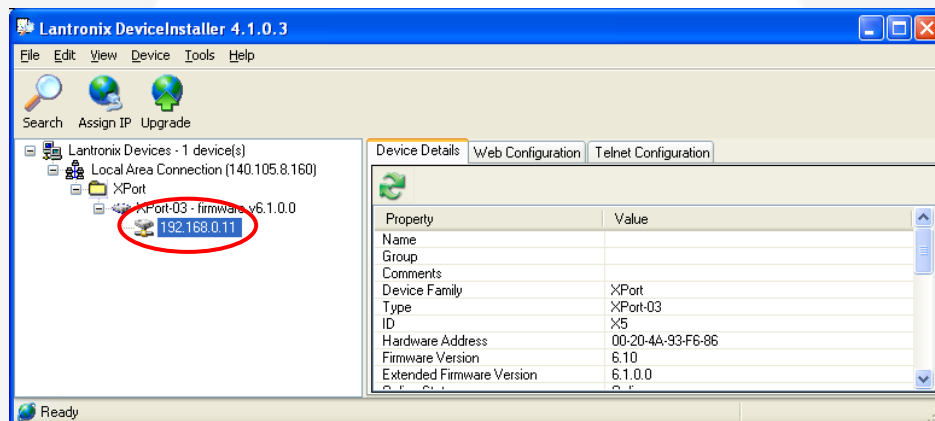 Lantronix DeviceInstaller 4.1.0.3
File Edit View Device Tools Help
Search Assign IP Upgrade
Lantronix Devices - 1 device(s)
Local Area Connection (140.105.8.160)
XPort
XPort-03 - firmware v6.1.0.0
192.168.0.11
Device Details Web Configuration Telnet Configuration
Property Value
Name
Group
Comments
Device Family XPort
Type XPort-03
ID X5
Hardware Address 00-20-4A-93-F6-86
Firmware Version 6.10
Extended Firmware Version 6.1.0.0
Ready